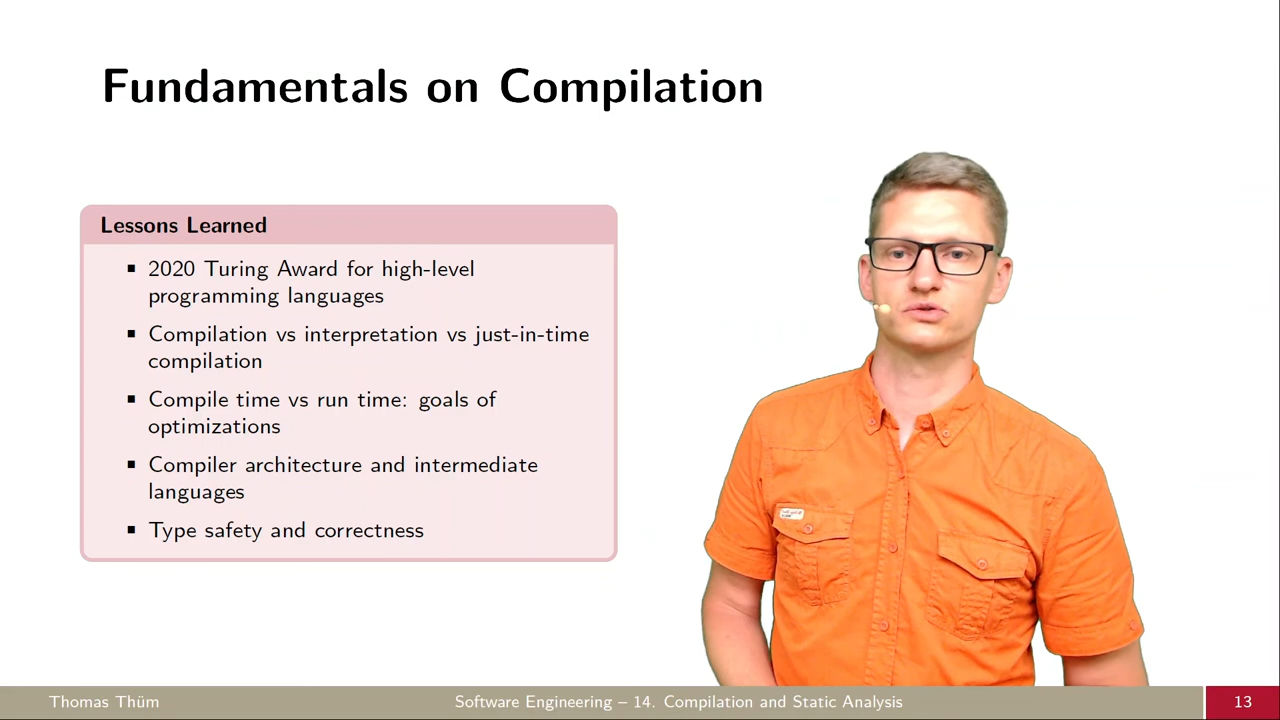 Fundamentals on Compilation
Lessons Learned
▪ 2020 Turing Award for high-level
programming languages
▪ Compilation vs interpretation vs just-in-time
compilation
▪ Compile time vs run time: goals of
optimizations
▪ Compiler architecture and intermediate
languages
▪ Type safety and correctness
Thomas Thüm
Software Engineering – 14. Compilation and Static Analysis
13